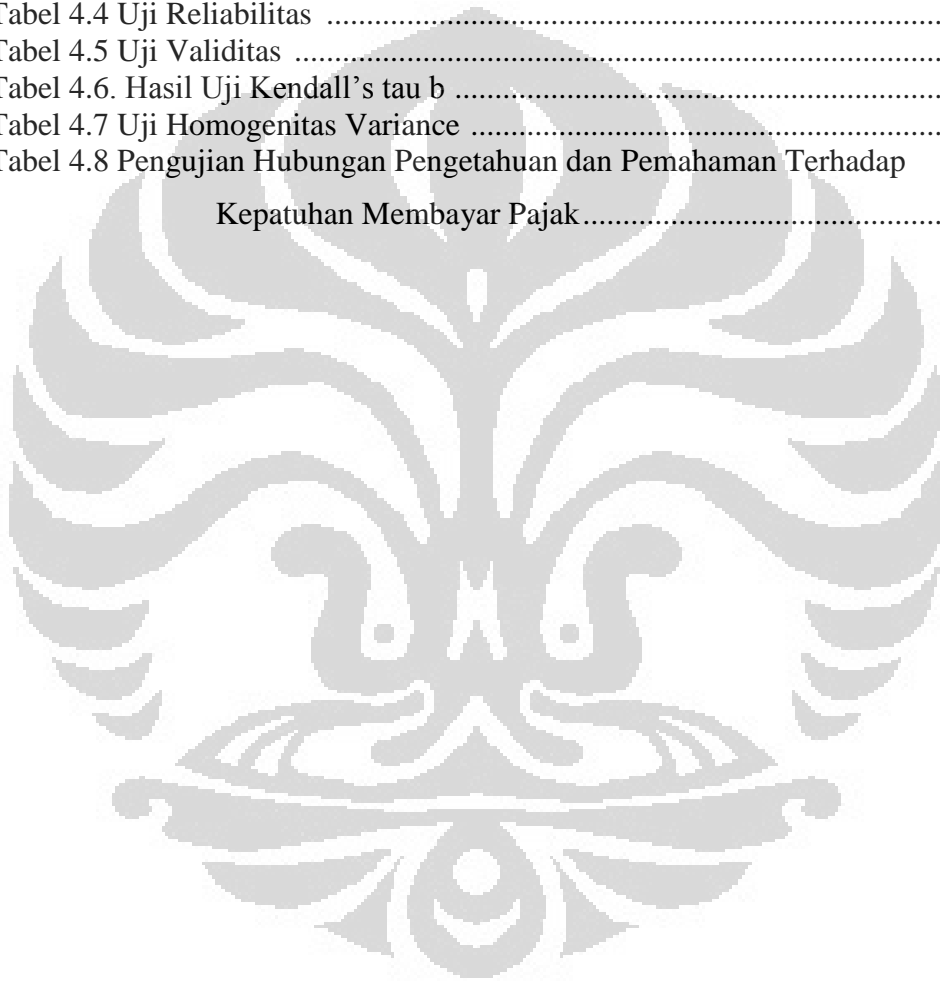 Tabel 4.4 Uji Reliabilitas ...............................................................................
Tabel 4.5 Uji Validitas ...................................................................................
Tabel 4.6. Hasil Uji Kendall’s tau b ..............................................................
Tabel 4.7 Uji Homogenitas Variance ............................................................
Tabel 4.8 Pengujian Hubungan Pengetahuan dan Pemahaman Terhadap
Kepatuhan Membayar Pajak..............................................